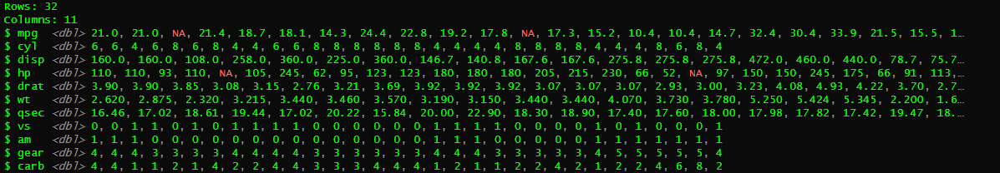 Rows: 32
Columns: 11
$ mpg  <dbl> 21.0, 21.0, NA, 21.4, 18.7, 18.1, 14.3, 24.4, 22.8, 19.2, 17.8, NA, 17.3, 15.2, 10.4, 10.4, 14.7, 32.4, 30.4, 33.9, 21.5, 15.5, 1…
$ cyl  <dbl> 6, 6, 4, 6, 8, 6, 8, 4, 4, 6, 6, 8, 8, 8, 8, 8, 8, 4, 4, 4, 4, 8, 8, 8, 8, 4, 4, 4, 8, 6, 8, 4
$ disp <dbl> 160.0, 160.0, 108.0, 258.0, 360.0, 225.0, 360.0, 146.7, 140.8, 167.6, 167.6, 275.8, 275.8, 275.8, 472.0, 460.0, 440.0, 78.7, 75.7…
$ hp   <dbl> 110, 110, 93, 110, NA, 105, 245, 62, 95, 123, 123, 180, 180, 180, 205, 215, 230, 66, 52, NA, 97, 150, 150, 245, 175, 66, 91, 113,…
$ drat <dbl> 3.90, 3.90, 3.85, 3.08, 3.15, 2.76, 3.21, 3.69, 3.92, 3.92, 3.92, 3.07, 3.07, 3.07, 2.93, 3.00, 3.23, 4.08, 4.93, 4.22, 3.70, 2.7…
$ wt   <dbl> 2.620, 2.875, 2.320, 3.215, 3.440, 3.460, 3.570, 3.190, 3.150, 3.440, 3.440, 4.070, 3.730, 3.780, 5.250, 5.424, 5.345, 2.200, 1.6…
$ qsec <dbl> 16.46, 17.02, 18.61, 19.44, 17.02, 20.22, 15.84, 20.00, 22.90, 18.30, 18.90, 17.40, 17.60, 18.00, 17.98, 17.82, 17.42, 19.47, 18.…
$ vs   <dbl> 0, 0, 1, 1, 0, 1, 0, 1, 1, 1, 1, 0, 0, 0, 0, 0, 0, 1, 1, 1, 1, 0, 0, 0, 0, 1, 0, 1, 0, 0, 0, 1
$ am   <dbl> 1, 1, 1, 0, 0, 0, 0, 0, 0, 0, 0, 0, 0, 0, 0, 0, 0, 1, 1, 1, 0, 0, 0, 0, 0, 1, 1, 1, 1, 1, 1, 1
$ gear <dbl> 4, 4, 4, 3, 3, 3, 3, 4, 4, 4, 4, 3, 3, 3, 3, 3, 3, 4, 4, 4, 3, 3, 3, 3, 3, 4, 5, 5, 5, 5, 5, 4
$ carb <dbl> 4, 4, 1, 1, 2, 1, 4, 2, 2, 4, 4, 3, 3, 3, 4, 4, 4, 1, 2, 1, 1, 2, 2, 4, 2, 1, 2, 2, 4, 6, 8, 2